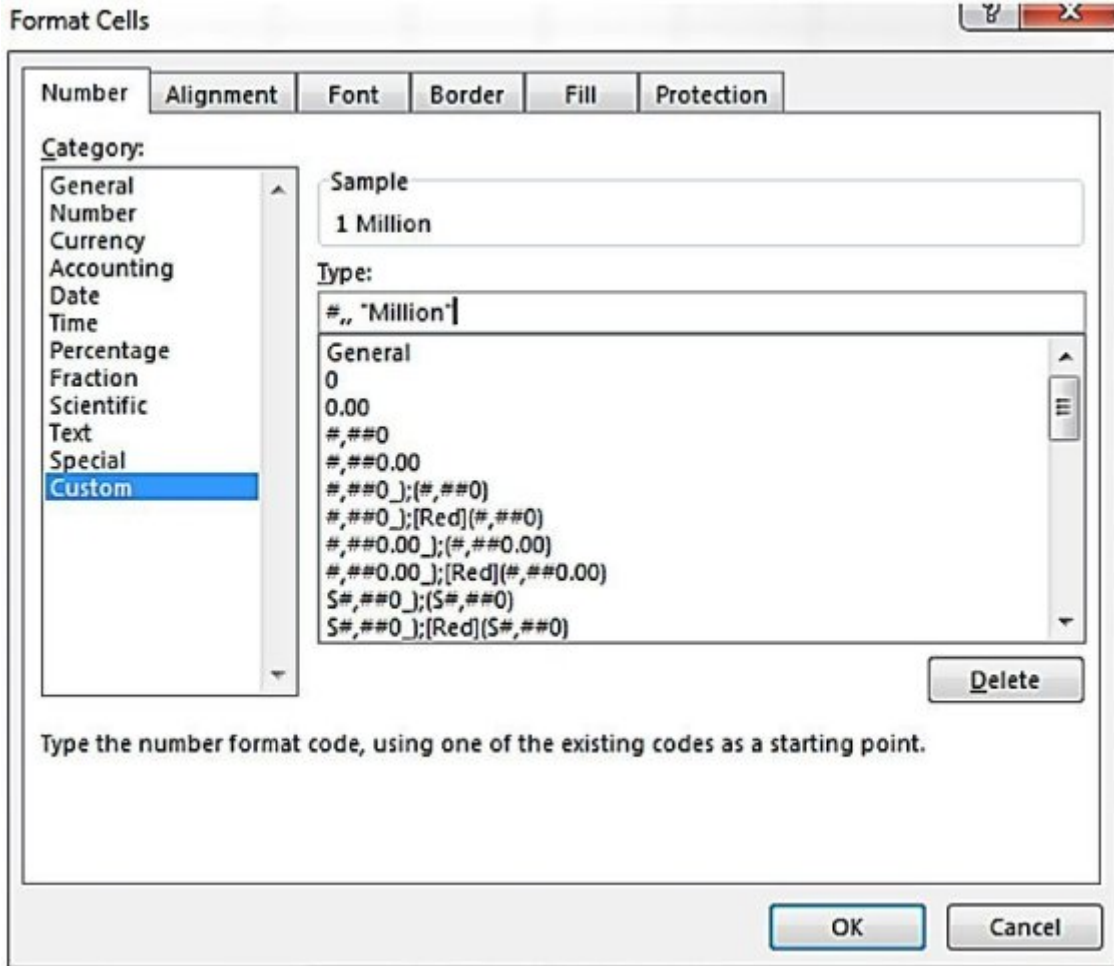 Format Cells
Number Alignment Font Border Fill Protection
Category:
General
Number
Currency
Accounting
Date
Time
Percentage
Fraction
Scientific
Text
Special
Custom
Sample
1 Million
Type:
#,, "Million"
General
0
0.00
#,##0
#,##0.00
#,##0_);(#,##0)
#,##0_);[Red](#,##0)
#,##0.00_);(#,##0.00)
#,##0.00_);[Red](#,##0.00)
$#,##0_);($#,##0)
$#,##0_);[Red]($#,##0)
Delete
Type the number format code, using one of the existing codes as a starting point.
OK Cancel